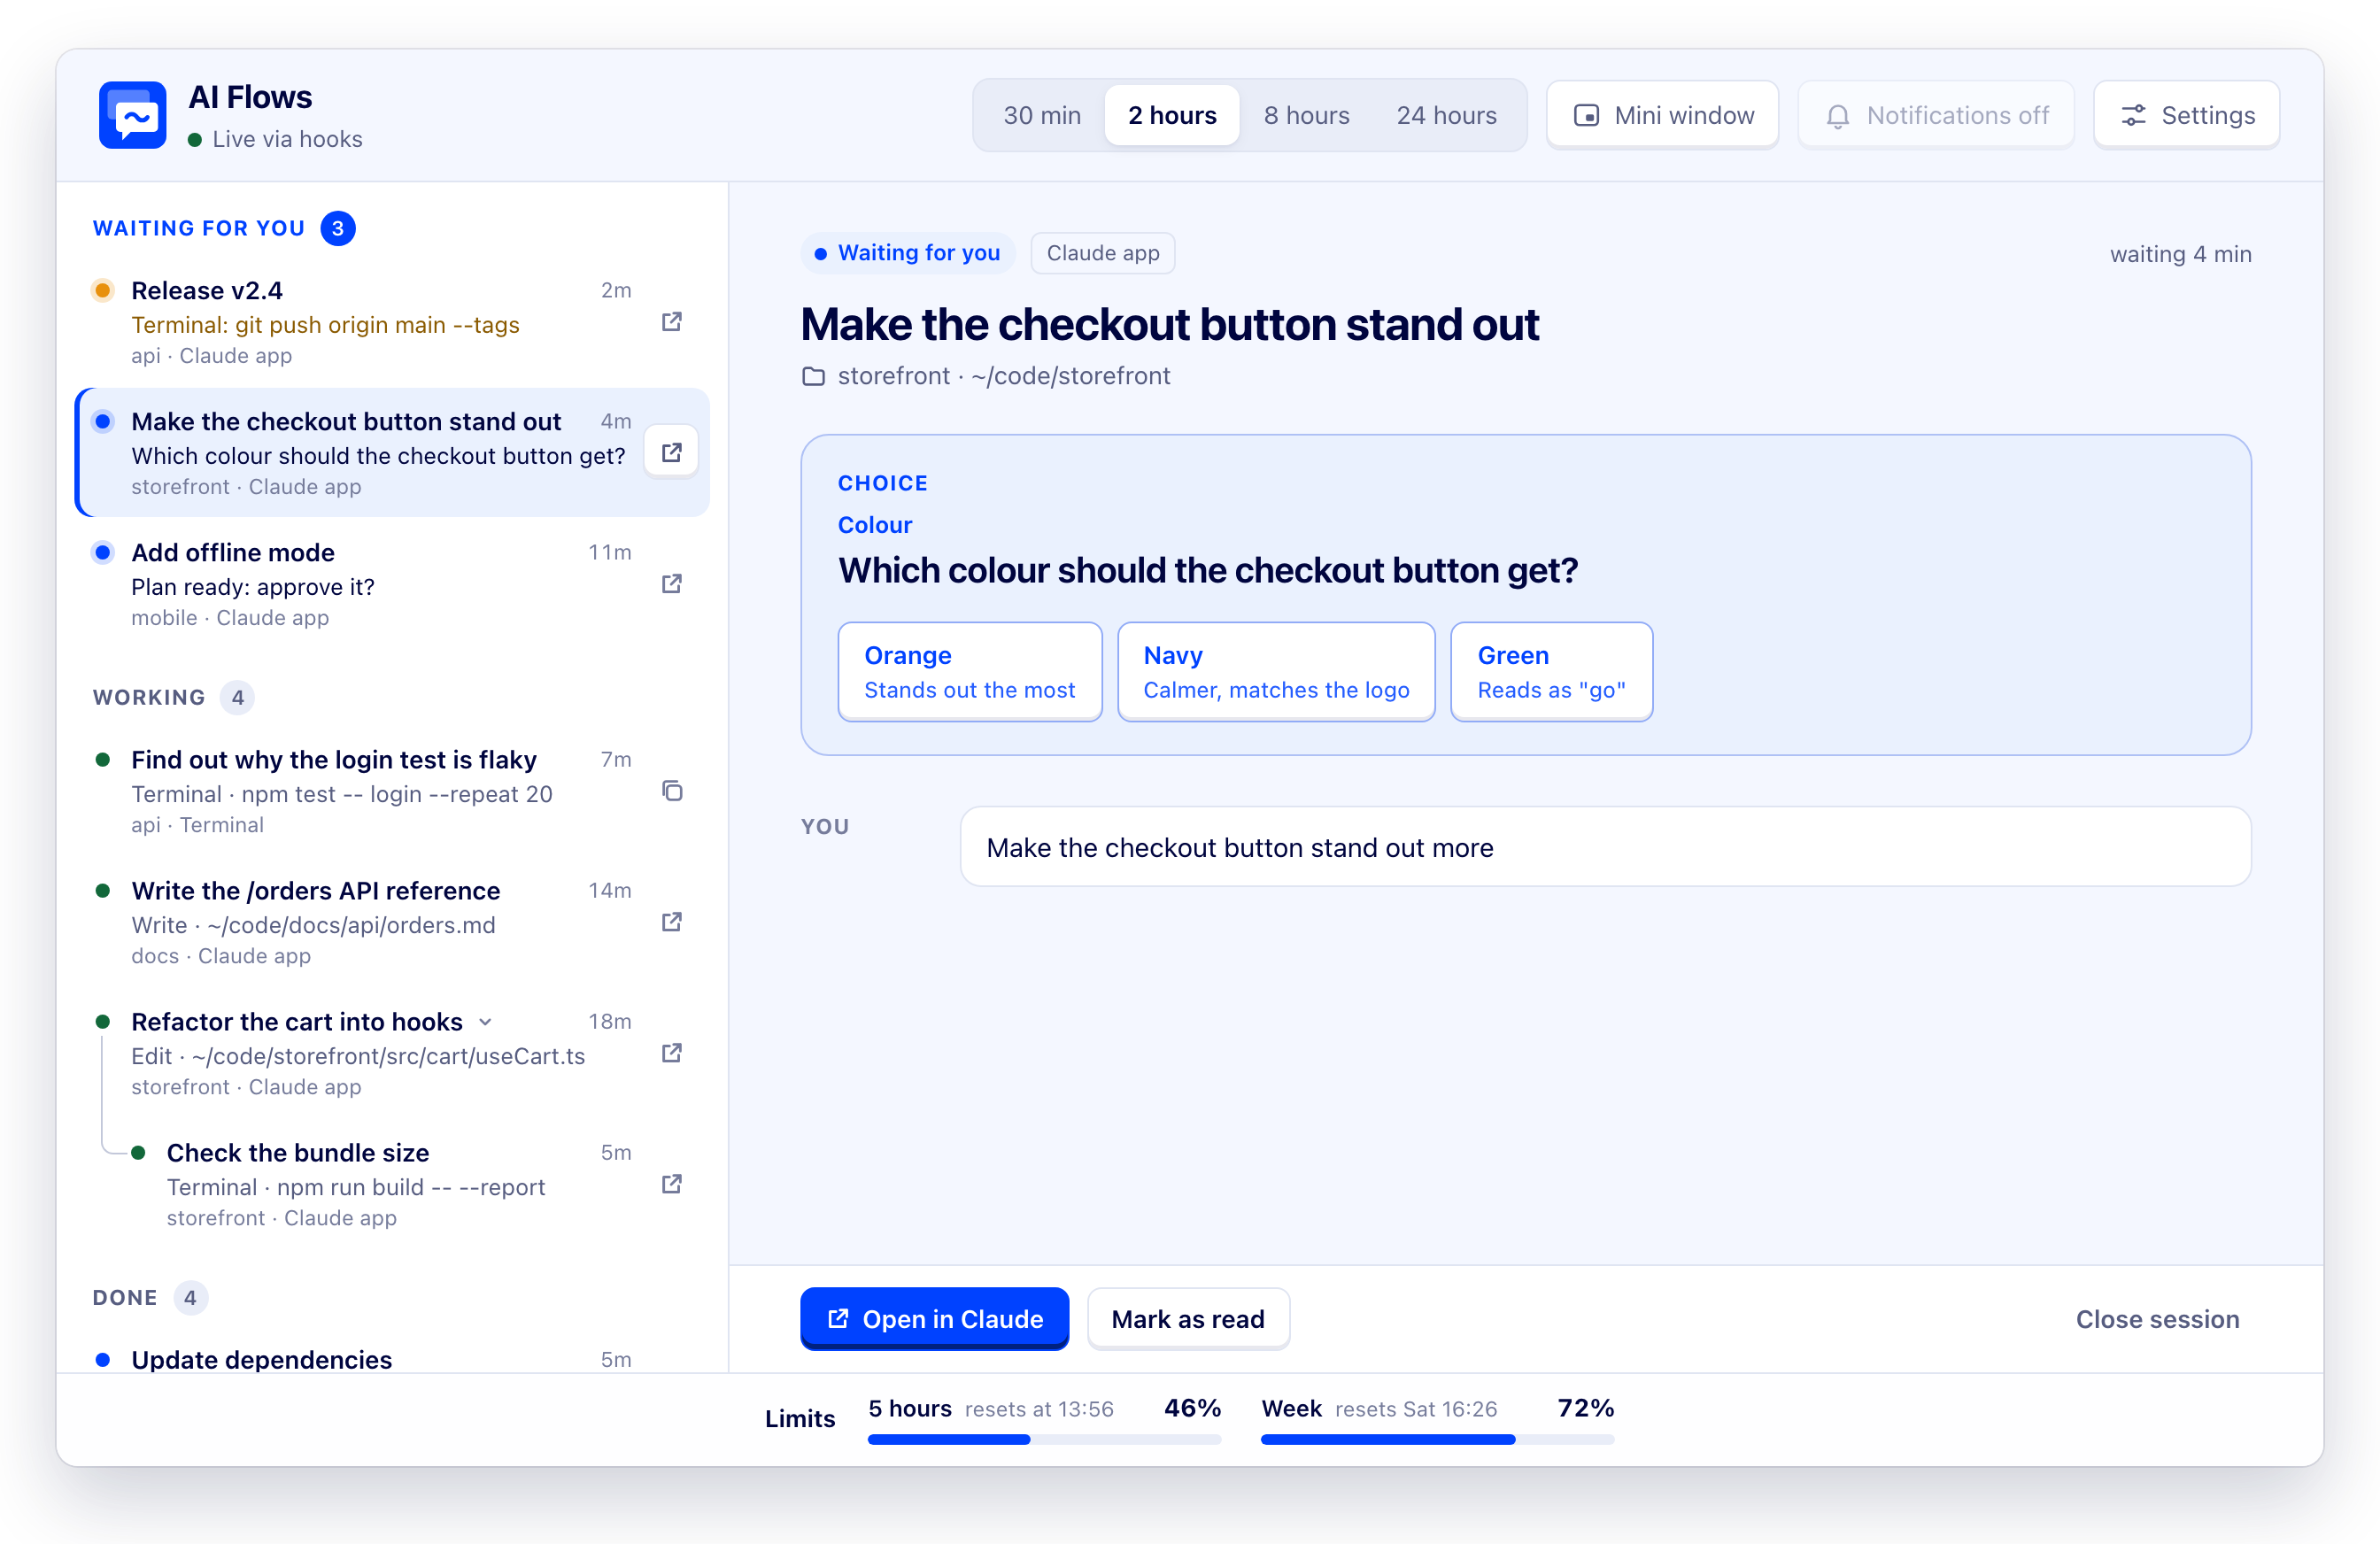 AI Flows
Live via hooks
30 min
2 hours
8 hours
24 hours
Mini window
Notifications off
Settings
WAITING FOR YOU 3
Release v2.4 2m
Terminal: git push origin main --tags
api · Claude app
Make the checkout button stand out 4m
Which colour should the checkout button get?
storefront · Claude app
Add offline mode 11m
Plan ready: approve it?
mobile · Claude app
WORKING 4
Find out why the login test is flaky 7m
Terminal · npm test -- login --repeat 20
api · Terminal
Write the /orders API reference 14m
Write · ~/code/docs/api/orders.md
docs · Claude app
Refactor the cart into hooks 18m
Edit · ~/code/storefront/src/cart/useCart.ts
storefront · Claude app
Check the bundle size 5m
Terminal · npm run build -- --report
storefront · Claude app
DONE 4
Update dependencies 5m
Waiting for you
Claude app
waiting 4 min
Make the checkout button stand out
storefront · ~/code/storefront
CHOICE
Colour
Which colour should the checkout button get?
Orange
Stands out the most
Navy
Calmer, matches the logo
Green
Reads as "go"
YOU
Make the checkout button stand out more
Open in Claude
Mark as read
Close session
Limits
5 hours resets at 13:56 46%
Week resets Sat 16:26 72%